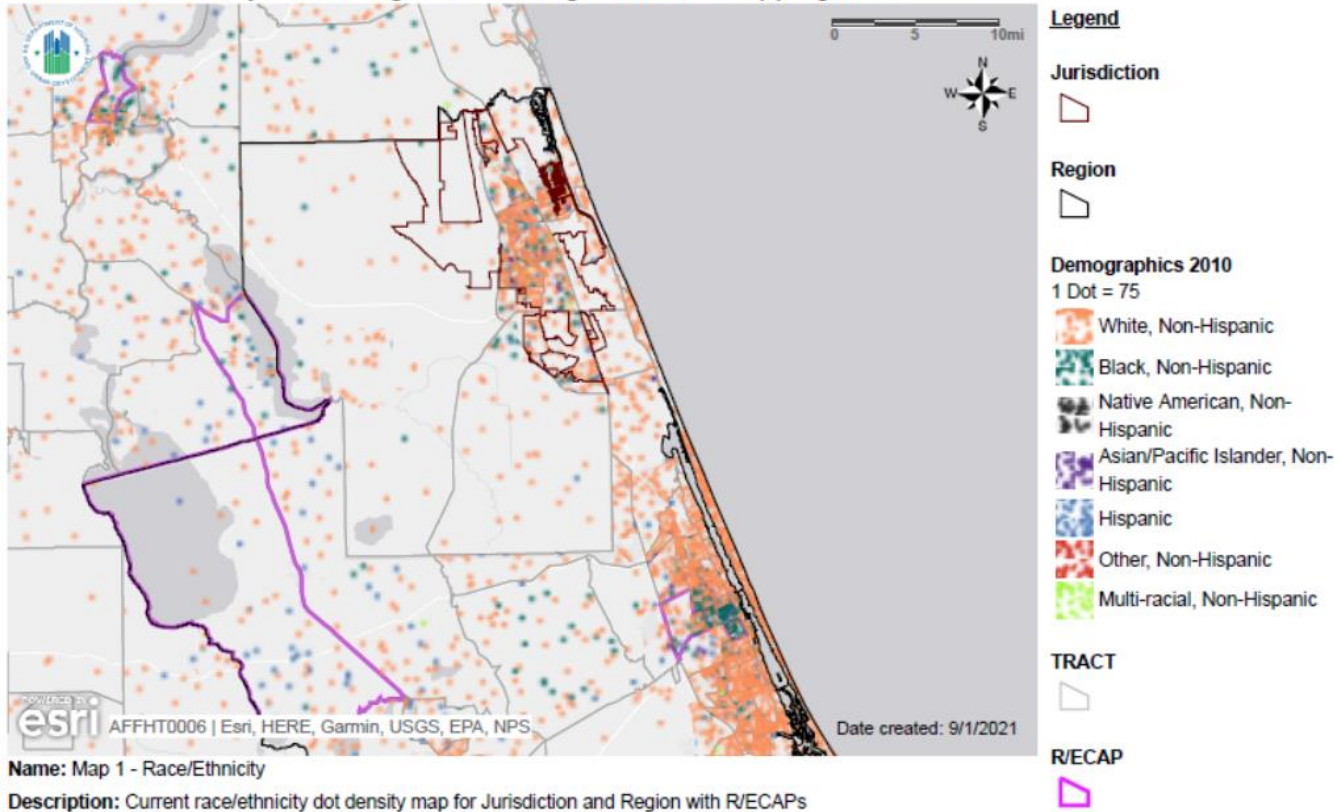 0 5 10mi
N
W E
S
POWERED BY
esri
AFFHT0006 | Esri, HERE, Garmin, USGS, EPA, NPS
Date created: 9/1/2021
Legend
Jurisdiction
Region
Demographics 2010
1 Dot = 75
White, Non-Hispanic
Black, Non-Hispanic
Native American, Non-
Hispanic
Asian/Pacific Islander, Non-
Hispanic
Hispanic
Other, Non-Hispanic
Multi-racial, Non-Hispanic
TRACT
R/ECAP
Name: Map 1 - Race/Ethnicity
Description: Current race/ethnicity dot density map for Jurisdiction and Region with R/ECAPs